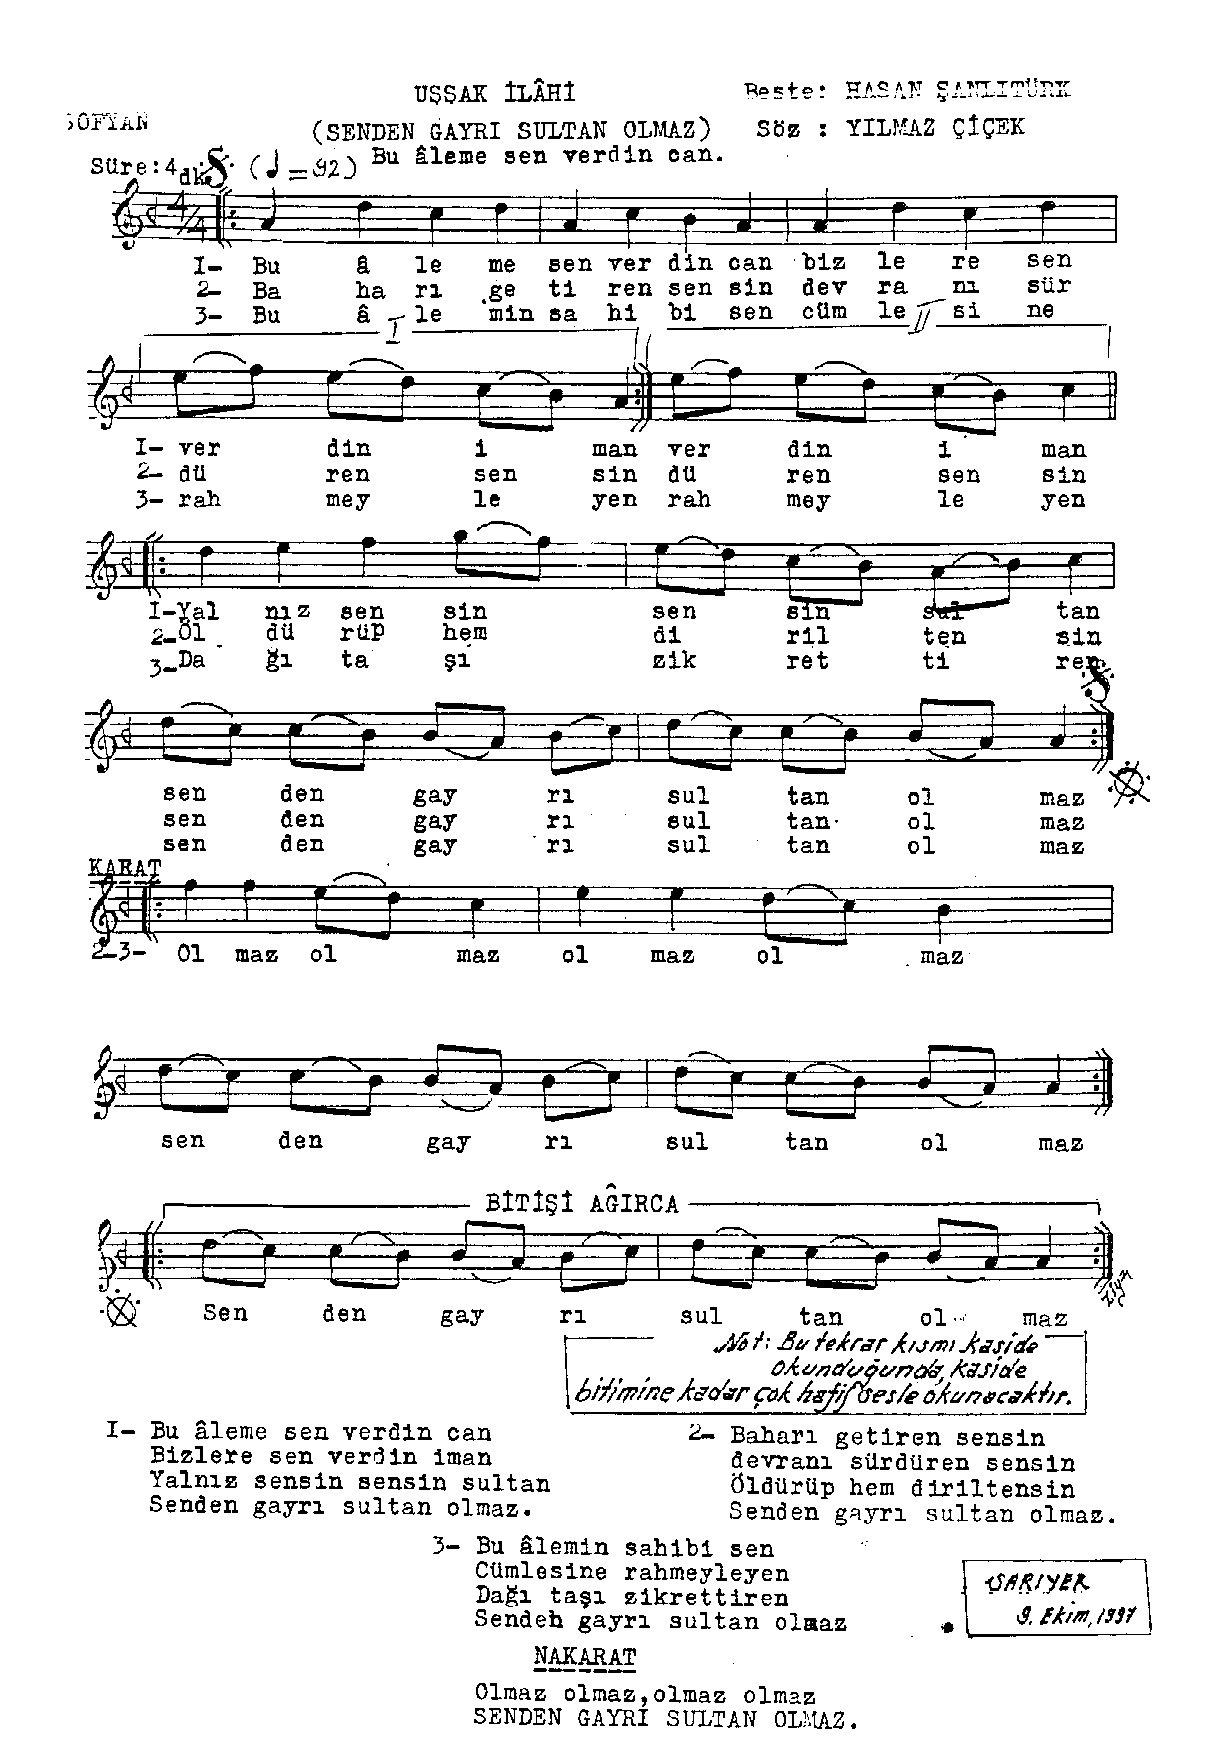 UŞŞAK İLÂHİ
Beste: HASAN ŞANLITÜRK
SOFYAN
(SENDEN GAYRI SULTAN OLMAZ)
Söz : YILMAZ ÇİÇEK
Süre:4 dk.
(♩=92)
Bu âleme sen verdin can.
4/4
I- Bu â le me sen ver din can biz le re sen
2- Ba ha rı ge ti ren sen sin dev ra nı sür
3- Bu â le min sa hi bi sen cüm le si ne
I II
I- ver din i man ver din i man
2- dü ren sen sin dü ren sen sin
3- rah mey le yen rah mey le yen
I-Yal nız sen sin sen sin sul tan
2-Öl dü rüp hem di ril ten sin
3-Da ğı ta şı zik ret ti ren
sen den gay rı sul tan ol maz
sen den gay rı sul tan ol maz
sen den gay rı sul tan ol maz
KARAT
2-3- Ol maz ol maz ol maz ol maz
sen den gay rı sul tan ol maz
BİTİŞİ AĞIRCA
Sen den gay rı sul tan ol maz
Not: Bu tekrar kısmı kaside
okunduğunda, kaside
bitimine kadar çok hafif sesle okunacaktır.
I- Bu âleme sen verdin can
Bizlere sen verdin iman
Yalnız sensin sensin sultan
Senden gayrı sultan olmaz.
2- Baharı getiren sensin
devranı sürdüren sensin
Öldürüp hem diriltensin
Senden gayrı sultan olmaz.
3- Bu âlemin sahibi sen
Cümlesine rahmeyleyen
Dağı taşı zikrettiren
Senden gayrı sultan olmaz
SARIYER
9. Ekim, 1997
NAKARAT
Olmaz olmaz,olmaz olmaz
SENDEN GAYRİ SULTAN OLMAZ.